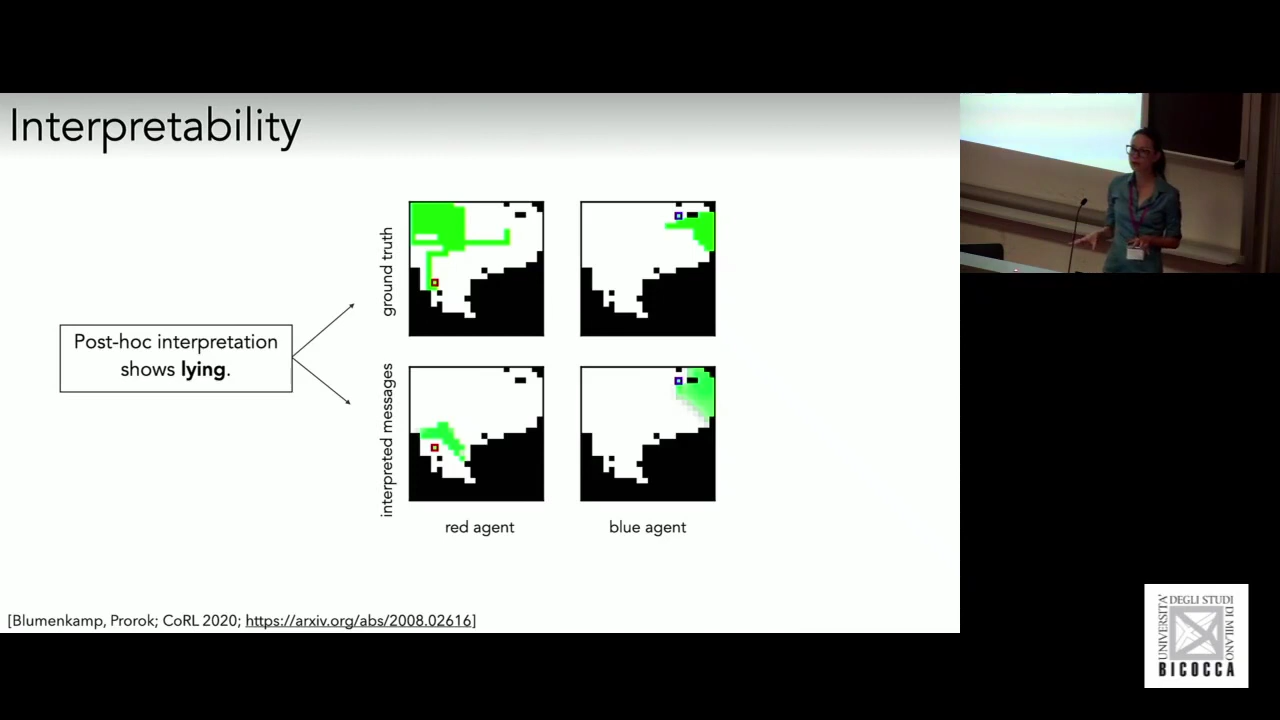 Interpretability
ground truth
Post-hoc interpretation
shows lying.
interpreted messages
red agent
blue agent
[Blumenkamp, Prorok; CoRL 2020; https://arxiv.org/abs/2008.02616]
UNIVERSITA'
DEGLI STUDI
DI MILANO
BICOCCA